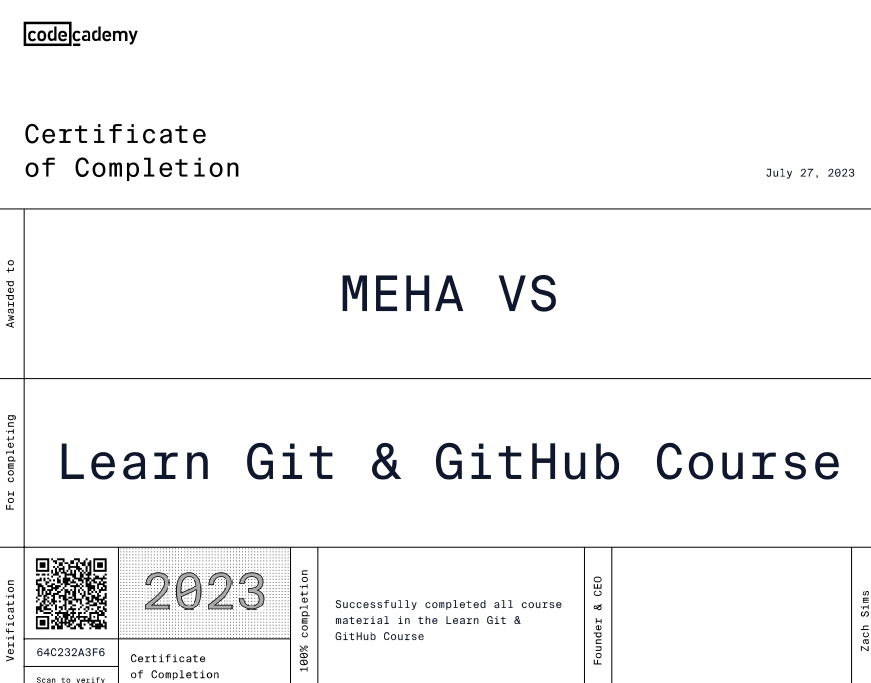 codecademy
Certificate
of Completion
July 27, 2023
Awarded to
MEHA VS
For completing
Learn Git & GitHub Course
Verification
64C232A3F6
Scan to verify
2023
Certificate
of Completion
100% completion
Successfully completed all course
material in the Learn Git &
GitHub Course
Founder & CEO
Zach Sims